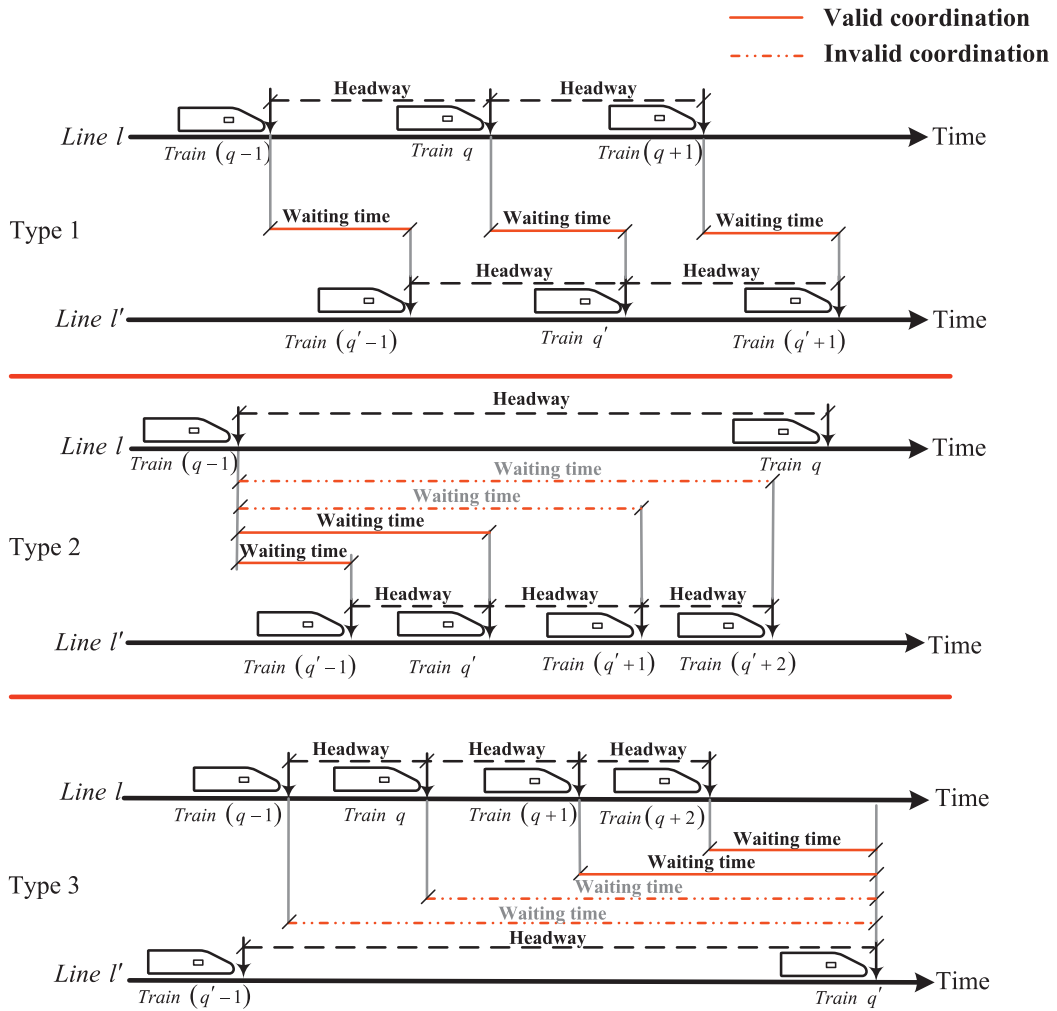 Valid coordination
Invalid coordination
Headway Headway
Line l Time
Train (q−1) Train q Train (q+1)
Type 1
Waiting time Waiting time Waiting time
Headway Headway
Line l′ Time
Train (q′−1) Train q′ Train (q′+1)
Headway
Line l Time
Train (q−1) Train q
Waiting time
Waiting time
Waiting time
Type 2
Waiting time
Headway Headway Headway
Line l′ Time
Train (q′−1) Train q′ Train (q′+1) Train (q′+2)
Headway Headway Headway
Line l Time
Train (q−1) Train q Train (q+1) Train (q+2)
Waiting time
Waiting time
Type 3
Waiting time
Waiting time
Headway
Line l′ Time
Train (q′−1) Train q′